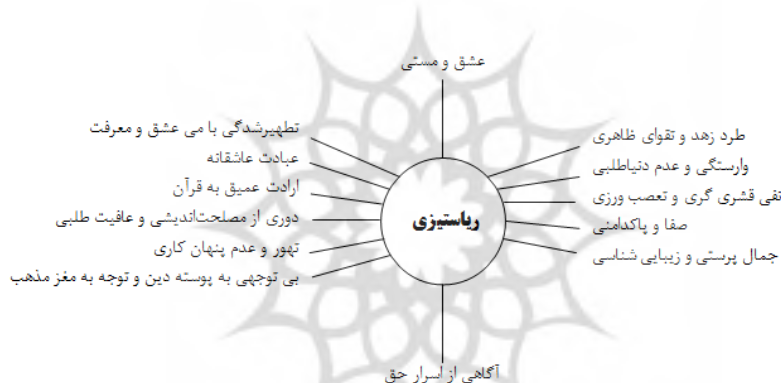 عشق و مستی
طرد زهد و تقوای ظاهری
وارستگی و عدم دنیاطلبی
نفی قشری گری و تعصب ورزی
صفا و پاکدامنی
جمال پرستی و زیبایی شناسی
ریاستیزی
تطهیرشدگی با می عشق و معرفت
عبادت عاشقانه
ارادت عمیق به قرآن
دوری از مصلحت‌اندیشی و عافیت طلبی
تهور و عدم پنهان کاری
بی توجهی به پوسته دین و توجه به مغز مذهب
آگاهی از اسرار حق